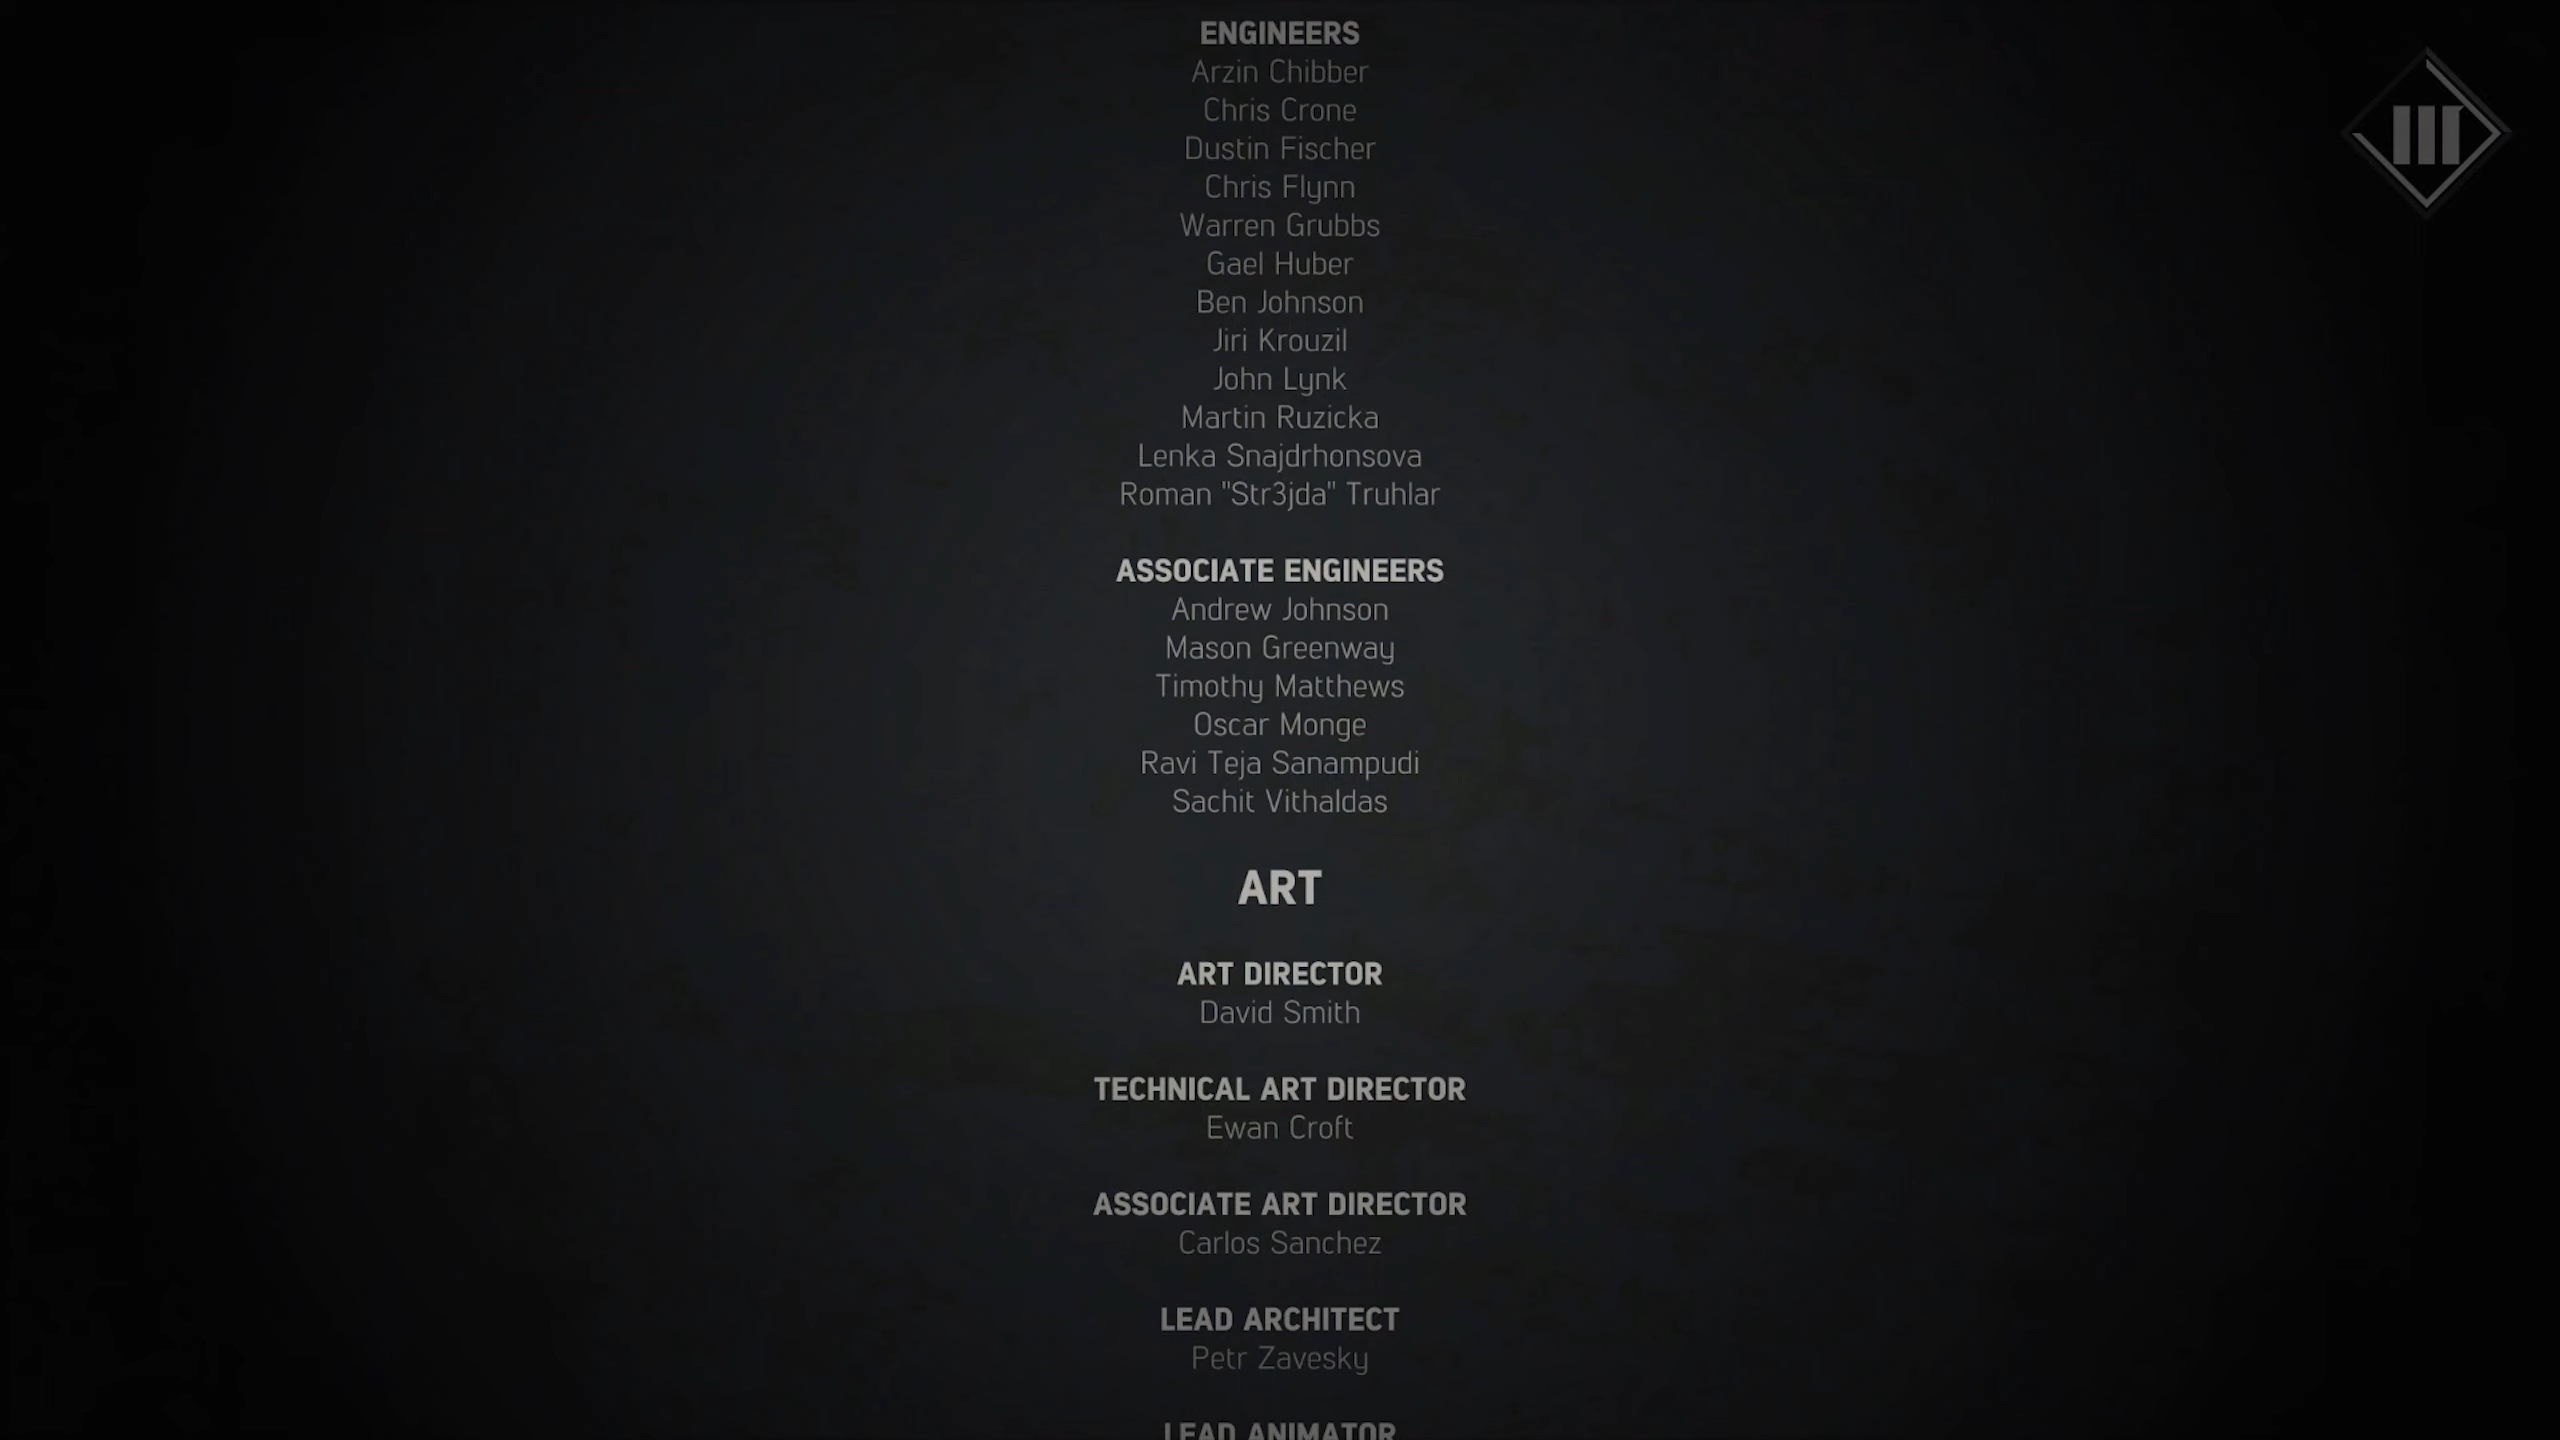 ENGINEERS
Arzin Chibber
Chris Crone
Dustin Fischer
Chris Flynn
Warren Grubbs
Gael Huber
Ben Johnson
Jiri Krouzil
John Lynk
Martin Ruzicka
Lenka Snajdrhonsova
Roman "Str3jda" Truhlar
ASSOCIATE ENGINEERS
Andrew Johnson
Mason Greenway
Timothy Matthews
Oscar Monge
Ravi Teja Sanampudi
Sachit Vithaldas
ART
ART DIRECTOR
David Smith
TECHNICAL ART DIRECTOR
Ewan Croft
ASSOCIATE ART DIRECTOR
Carlos Sanchez
LEAD ARCHITECT
Petr Zavesky
LEAD ANIMATOR